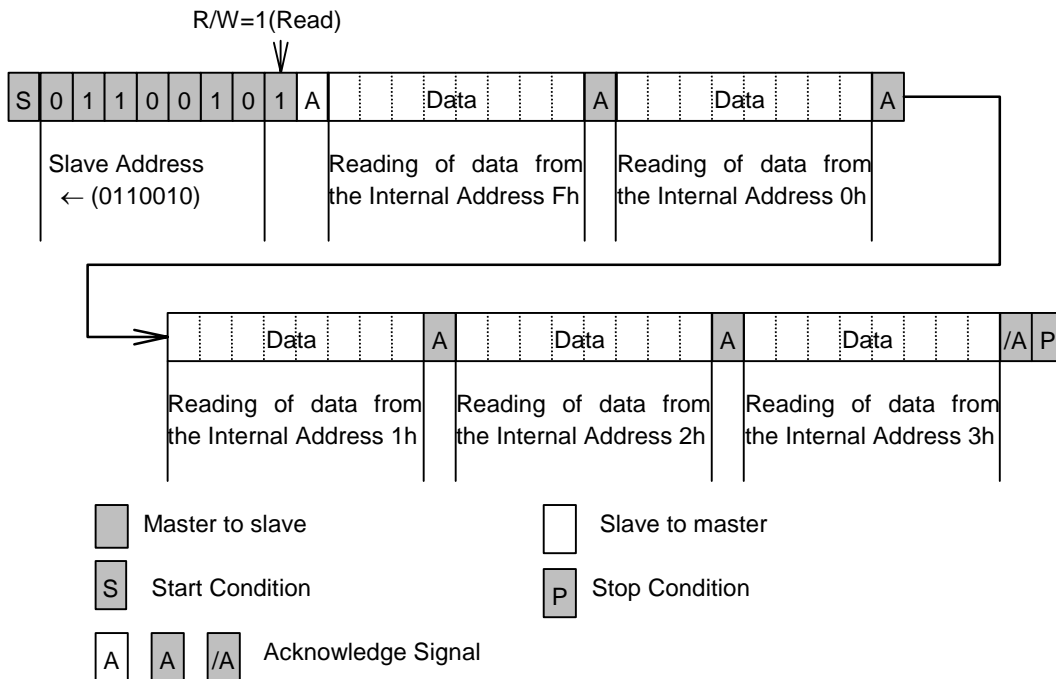 R/W=1(Read)
S 0 1 1 0 0 1 0 1 A Data A Data A
Slave Address
← (0110010)
Reading of data from
the Internal Address Fh
Reading of data from
the Internal Address 0h
Data A Data A Data /A P
Reading of data from
the Internal Address 1h
Reading of data from
the Internal Address 2h
Reading of data from
the Internal Address 3h
Master to slave
Slave to master
S Start Condition
P Stop Condition
A A /A Acknowledge Signal